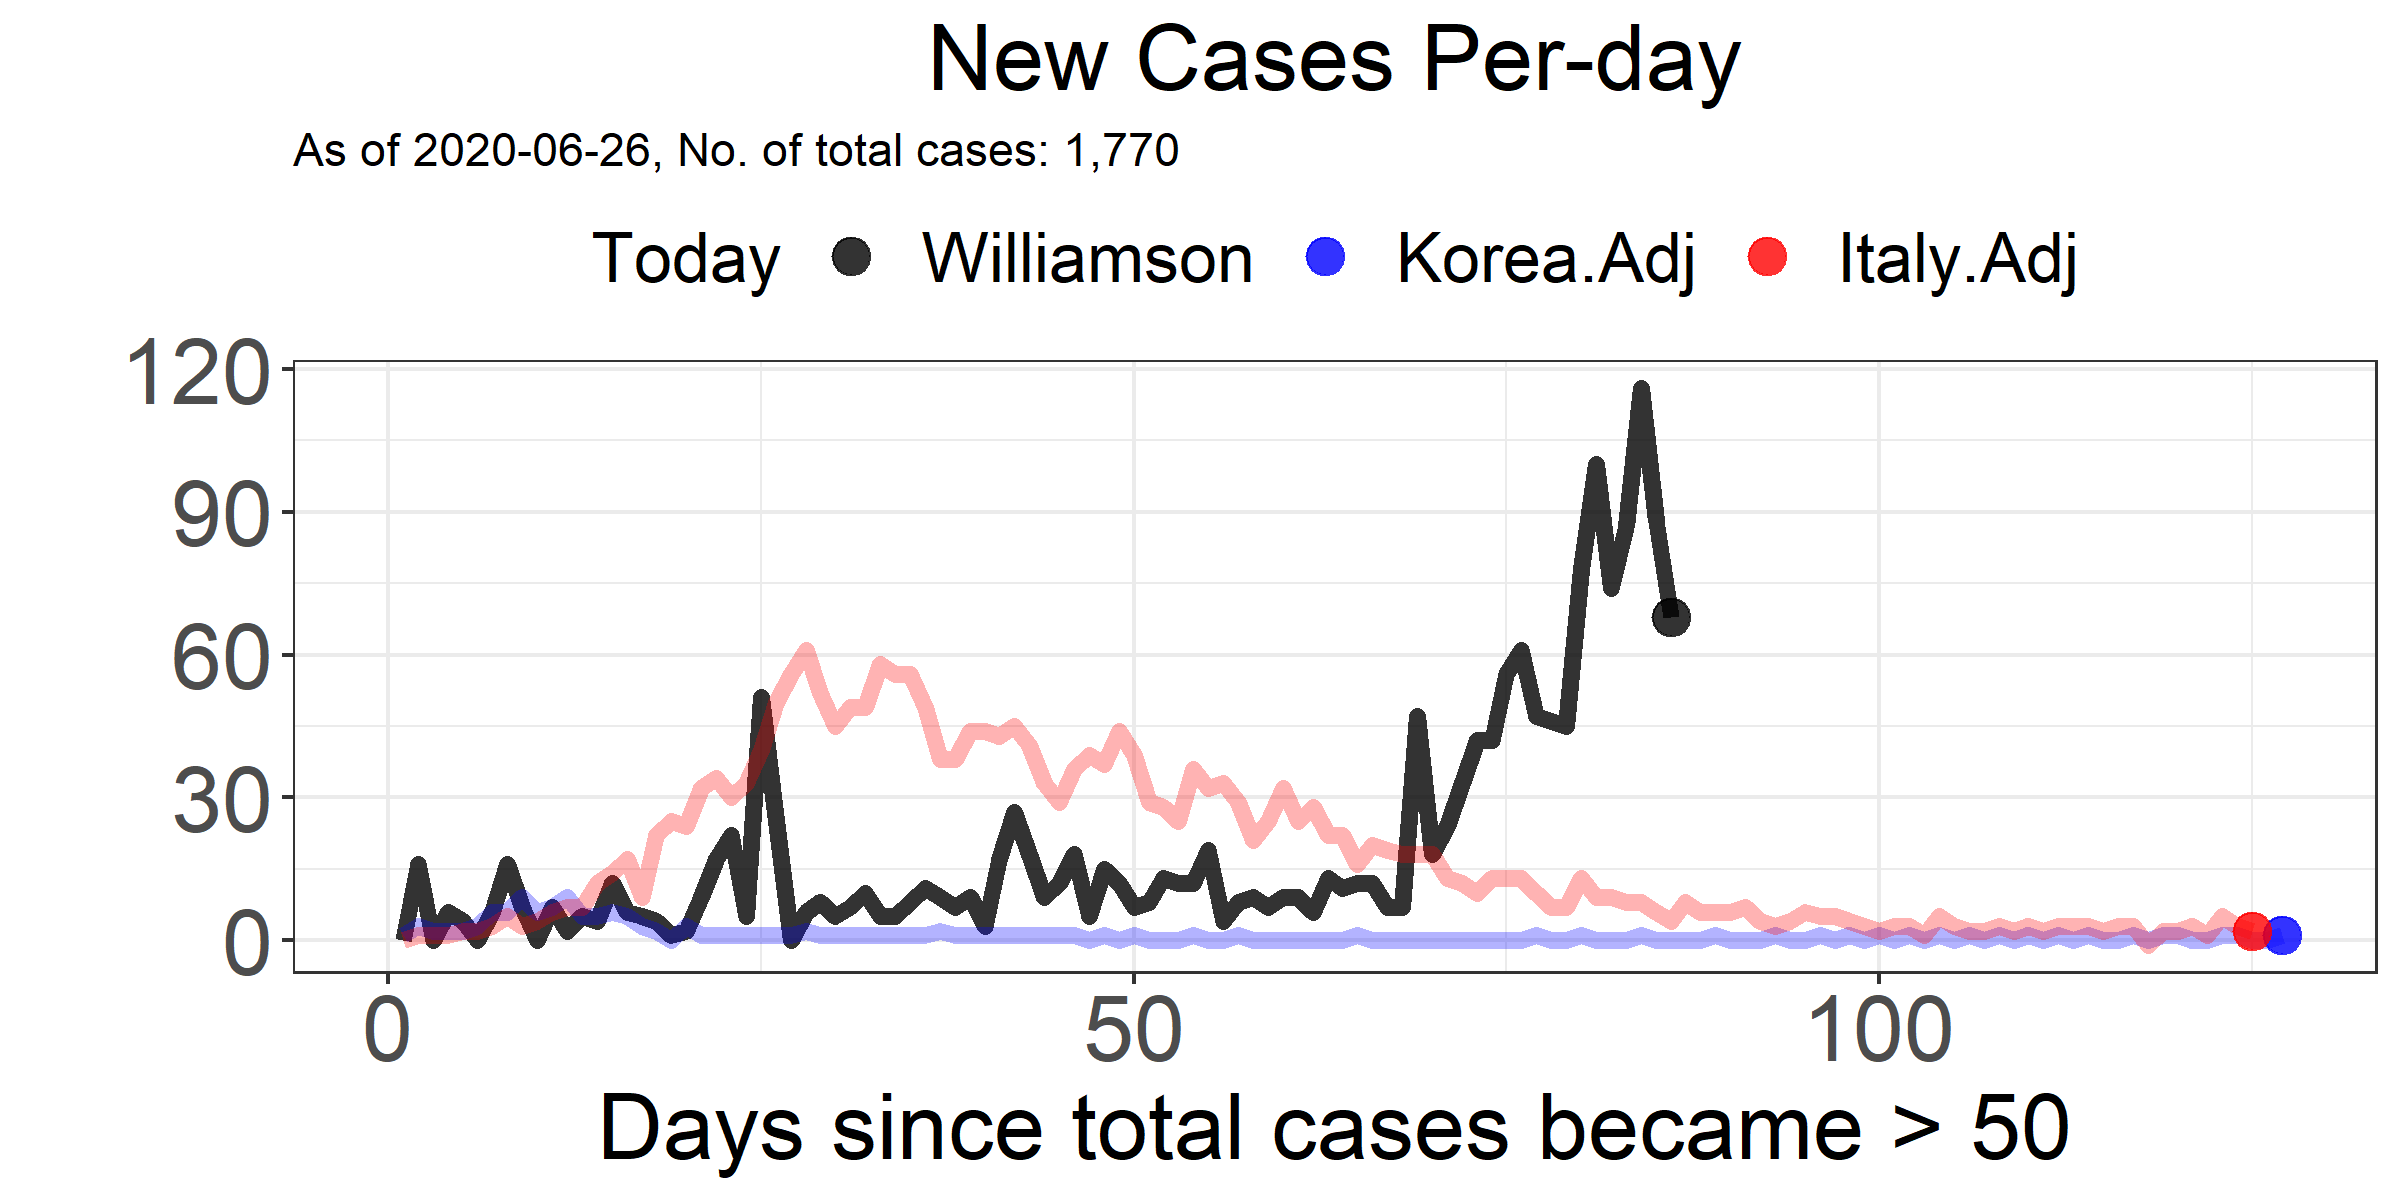 New Cases Per-day
As of 2020-06-26, No. of total cases: 1,770
Today Williamson Korea.Adj Italy.Adj
120
90
60
30
0
0 50 100
Days since total cases became > 50